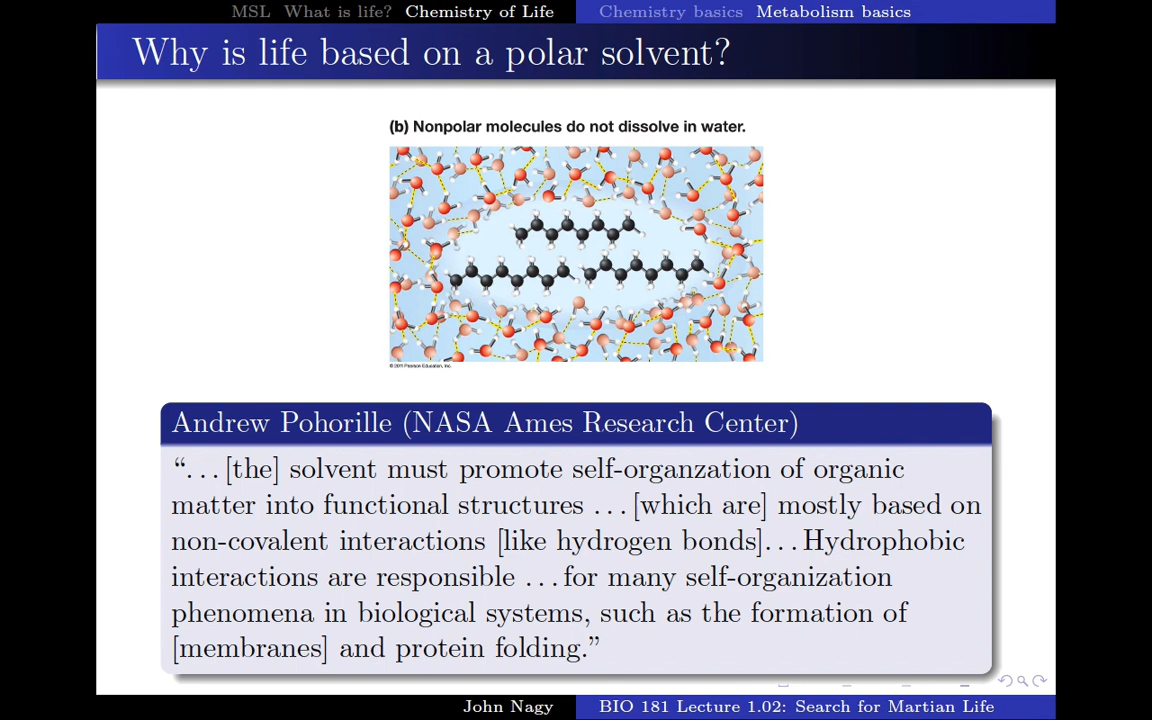 MSL What is life? Chemistry of Life Chemistry basics Metabolism basics
Why is life based on a polar solvent?
(b) Nonpolar molecules do not dissolve in water.
© 2011 Pearson Education, Inc.
Andrew Pohorille (NASA Ames Research Center)
“...[the] solvent must promote self-organzation of organic
matter into functional structures ...[which are] mostly based on
non-covalent interactions [like hydrogen bonds]...Hydrophobic
interactions are responsible ...for many self-organization
phenomena in biological systems, such as the formation of
[membranes] and protein folding.”
John Nagy BIO 181 Lecture 1.02: Search for Martian Life